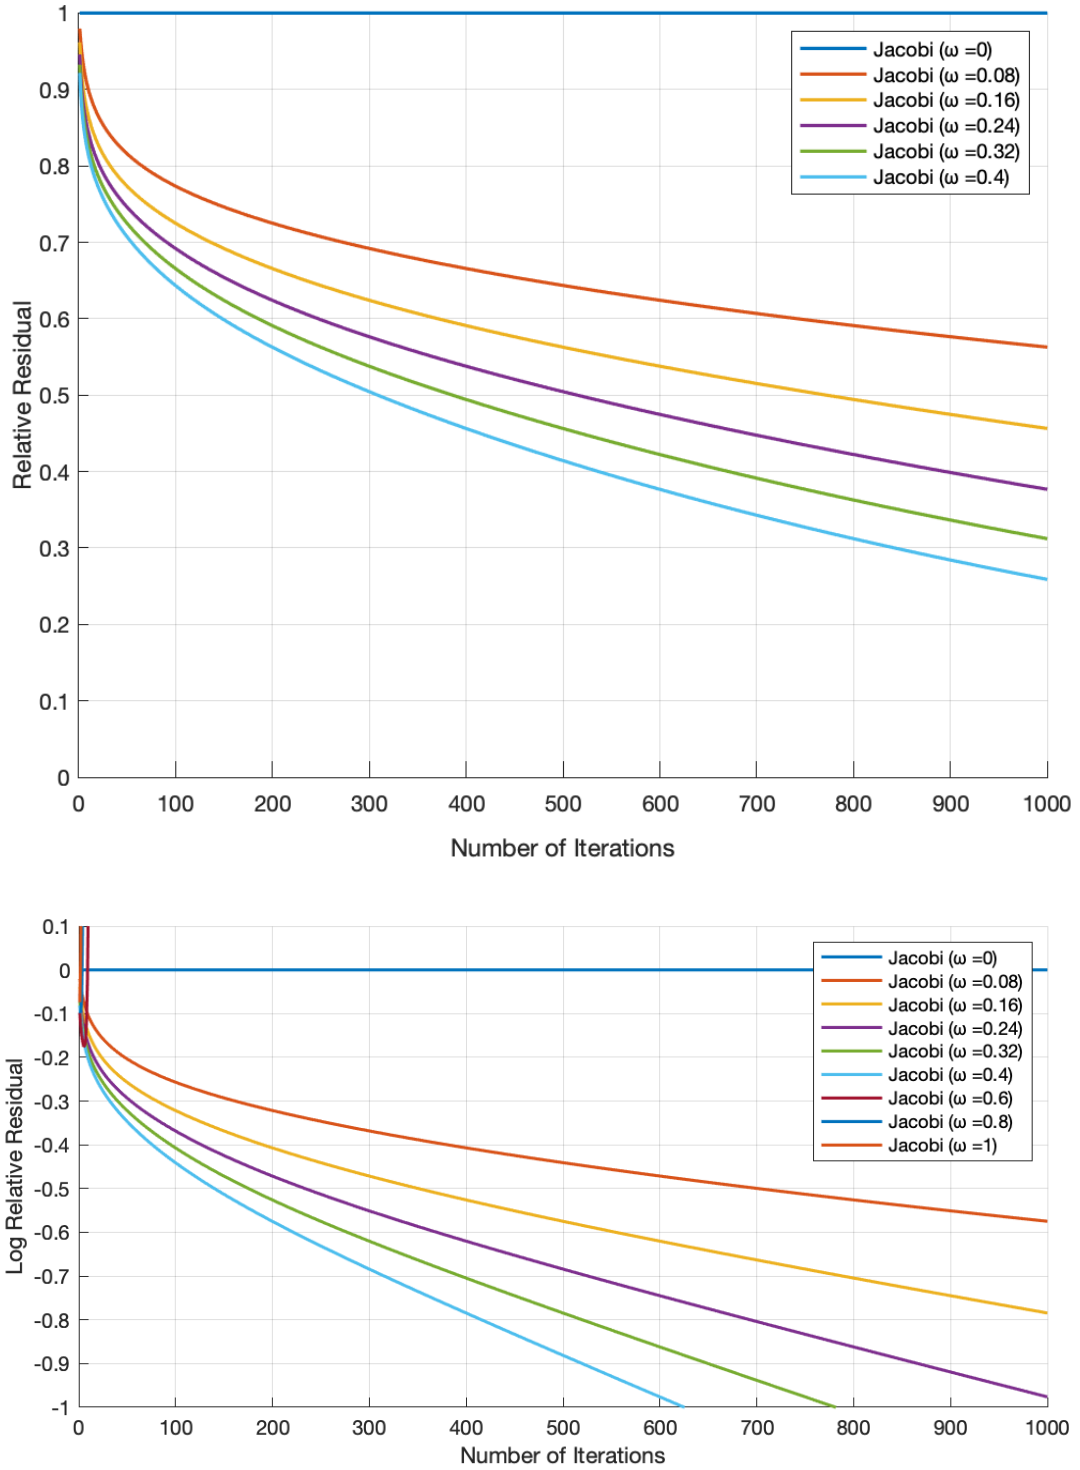 1
0.9
0.8
0.7
0.6
0.5
0.4
0.3
0.2
0.1
0
Relative Residual
Jacobi (ω =0)
Jacobi (ω =0.08)
Jacobi (ω =0.16)
Jacobi (ω =0.24)
Jacobi (ω =0.32)
Jacobi (ω =0.4)
0 100 200 300 400 500 600 700 800 900 1000
Number of Iterations
0.1
0
-0.1
-0.2
-0.3
-0.4
-0.5
-0.6
-0.7
-0.8
-0.9
-1
Log Relative Residual
Jacobi (ω =0)
Jacobi (ω =0.08)
Jacobi (ω =0.16)
Jacobi (ω =0.24)
Jacobi (ω =0.32)
Jacobi (ω =0.4)
Jacobi (ω =0.6)
Jacobi (ω =0.8)
Jacobi (ω =1)
0 100 200 300 400 500 600 700 800 900 1000
Number of Iterations